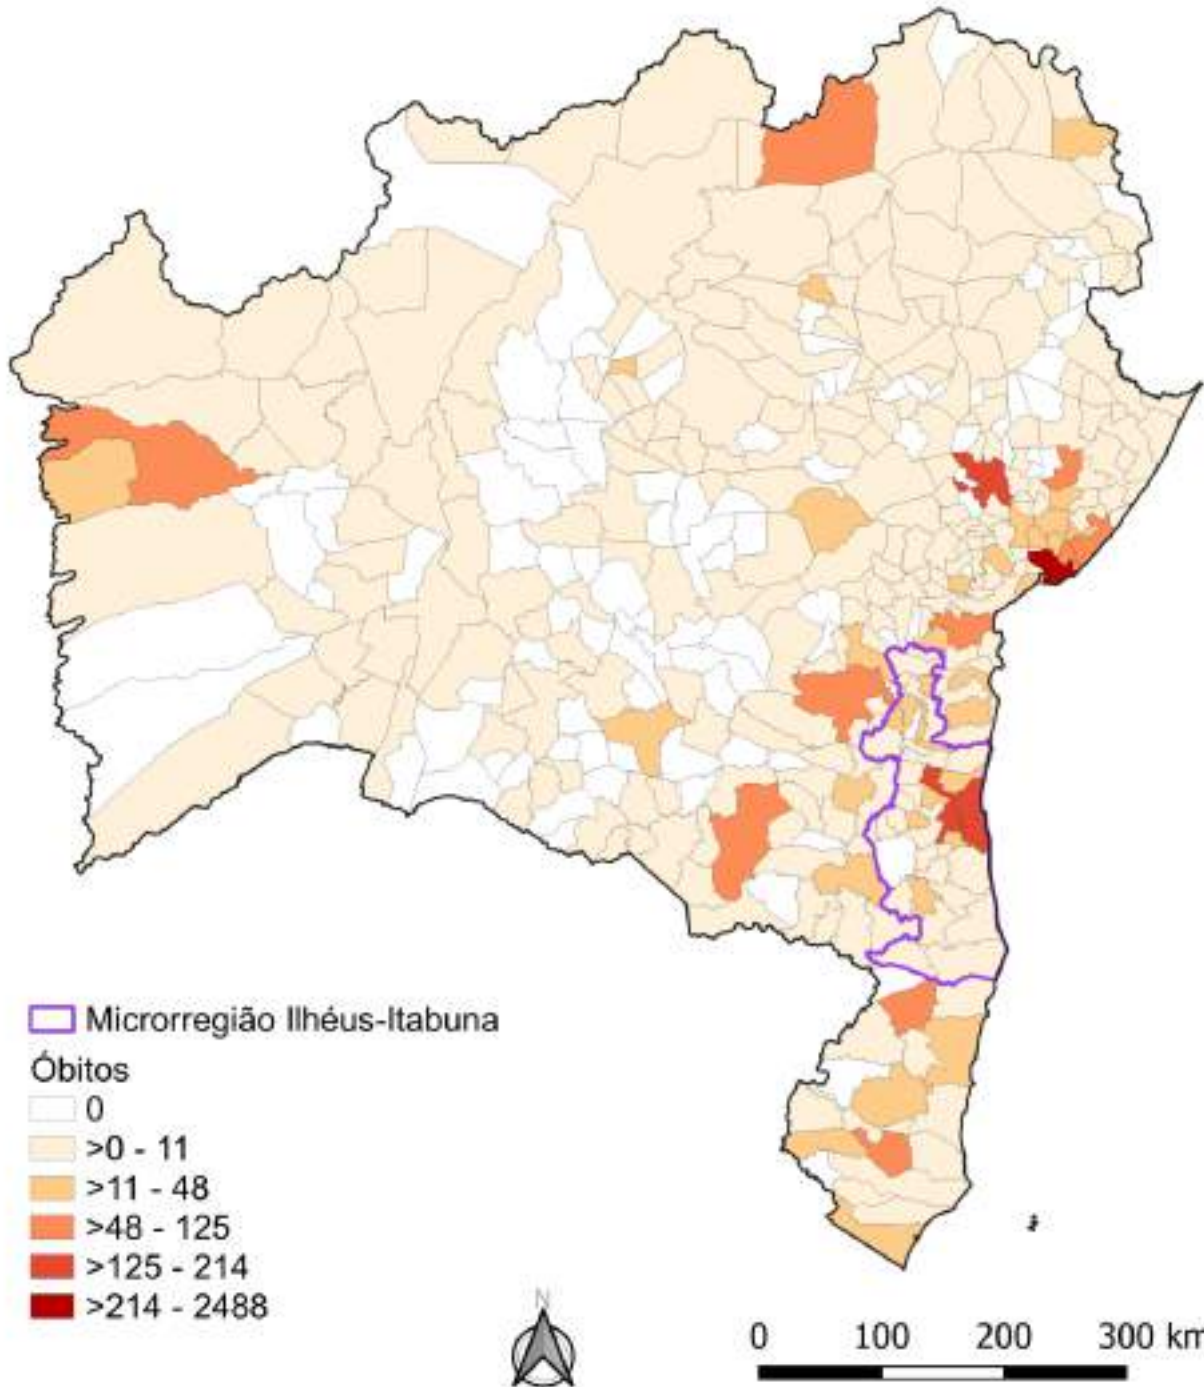 Microrregião Ilhéus-Itabuna
Óbitos
0
>0 - 11
>11 - 48
>48 - 125
>125 - 214
>214 - 2488
N
0 100 200 300 km